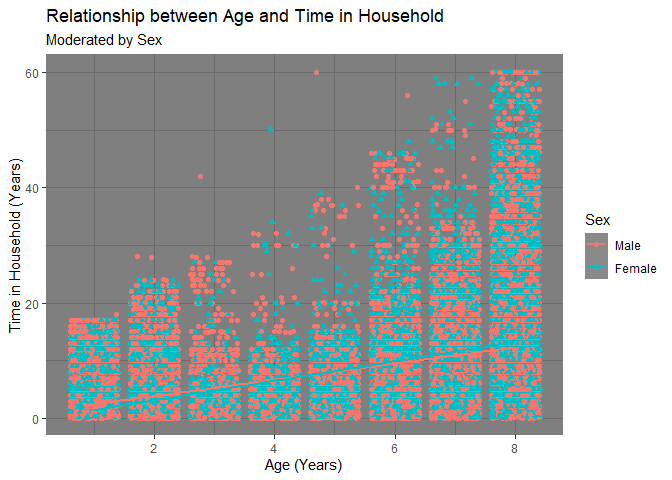 Relationship between Age and Time in Household
Moderated by Sex
Time in Household (Years)
60
40
20
0
2 4 6 8
Age (Years)
Sex
Male
Female